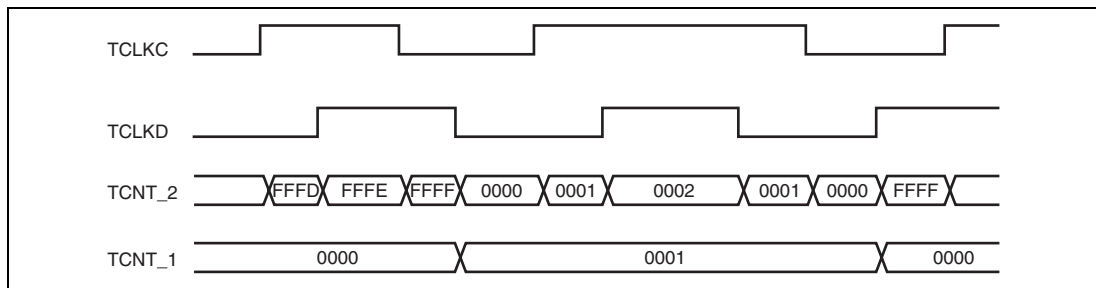 TCLKC
TCLKD
TCNT_2 FFFD FFFE FFFF 0000 0001 0002 0001 0000 FFFF
TCNT_1 0000 0001 0000